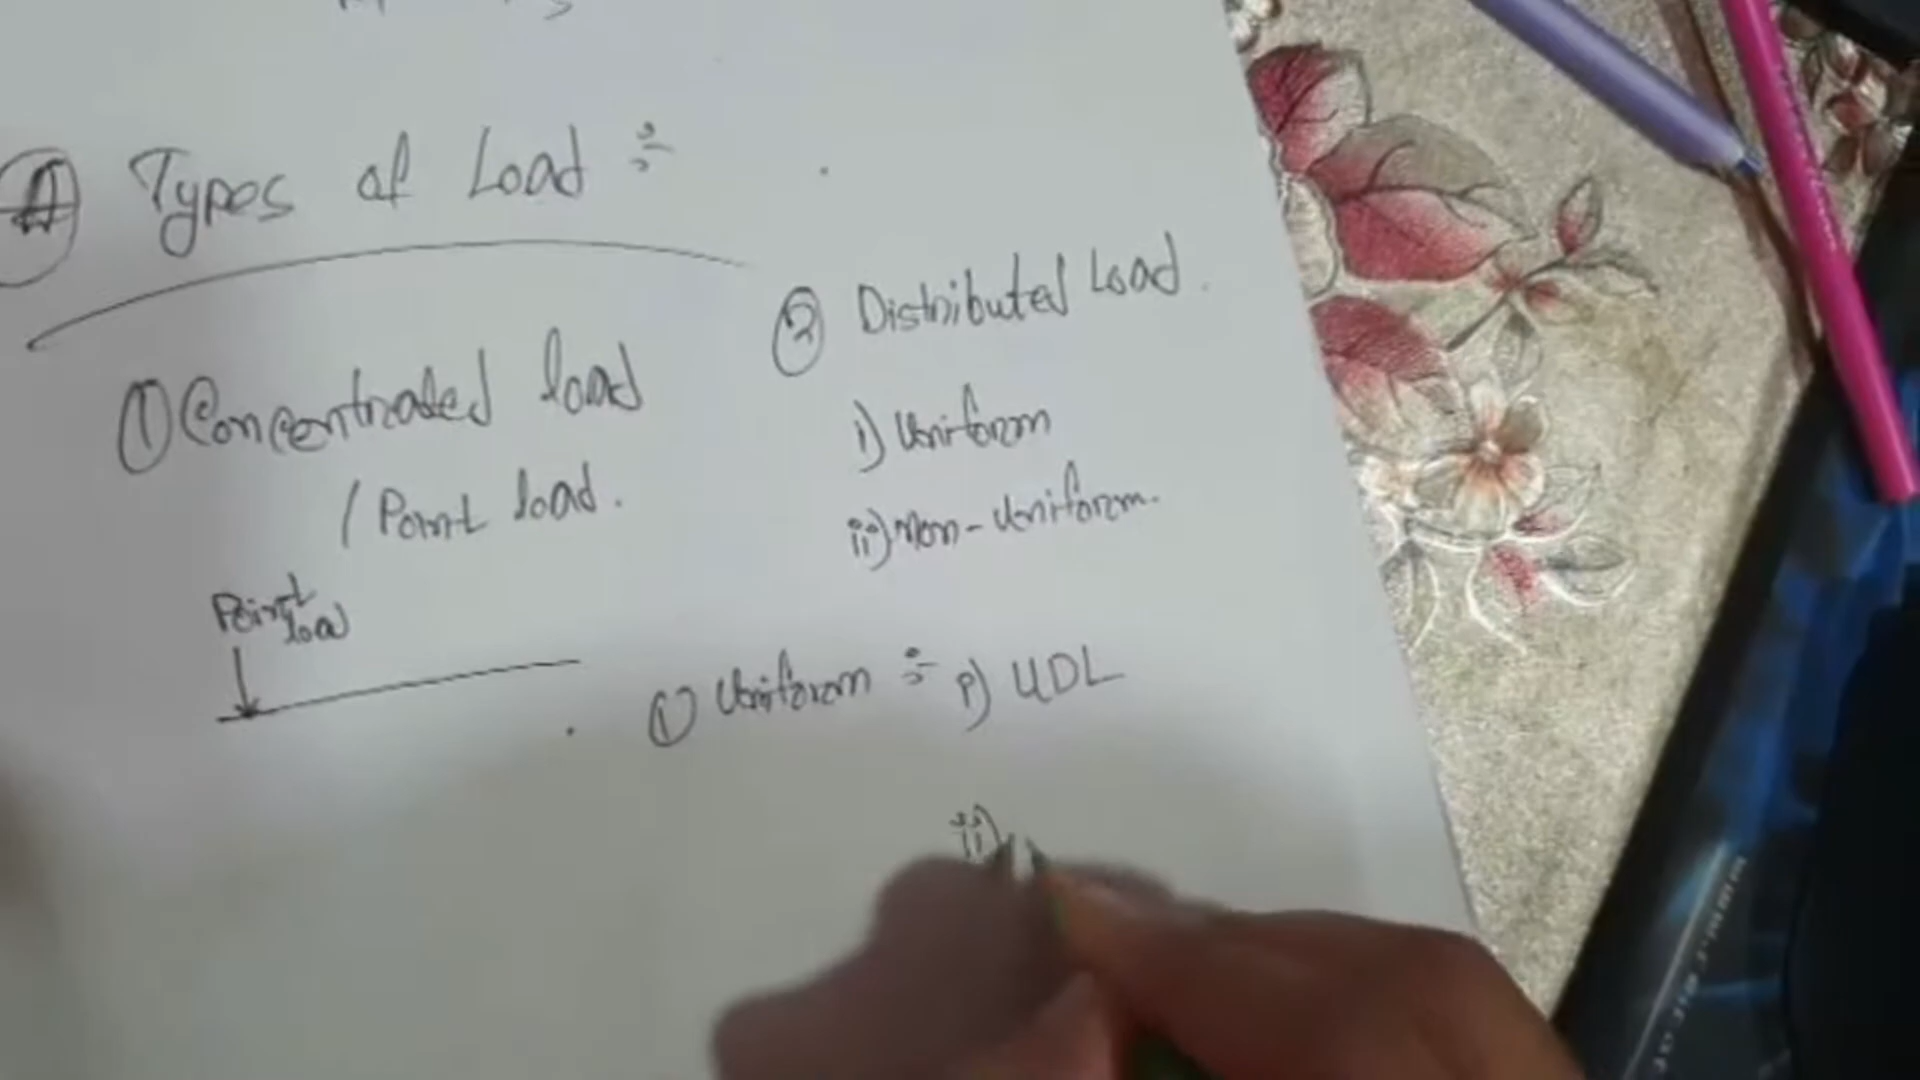 Types of Load ÷
① Concentrated load
/ Point load.
② Distributed Load.
i) Uniform
ii) Non-Uniform.
Point
load
① Uniform ÷ i) UDL
ii)